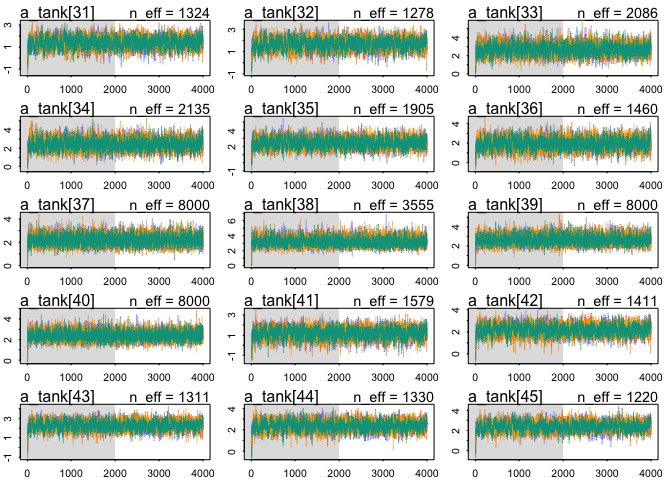 a_tank[31] n_eff = 1324 a_tank[32] n_eff = 1278 a_tank[33] n_eff = 2086
-1 1 3 -1 1 3 0 2 4
0 1000 2000 3000 4000 0 1000 2000 3000 4000 0 1000 2000 3000 4000
a_tank[34] n_eff = 2135 a_tank[35] n_eff = 1905 a_tank[36] n_eff = 1460
0 2 4 -1 1 3 0 2 4
0 1000 2000 3000 4000 0 1000 2000 3000 4000 0 1000 2000 3000 4000
a_tank[37] n_eff = 8000 a_tank[38] n_eff = 3555 a_tank[39] n_eff = 8000
0 2 4 0 2 4 6 0 2 4
0 1000 2000 3000 4000 0 1000 2000 3000 4000 0 1000 2000 3000 4000
a_tank[40] n_eff = 8000 a_tank[41] n_eff = 1579 a_tank[42] n_eff = 1411
0 2 4 -1 1 3 0 2 4
0 1000 2000 3000 4000 0 1000 2000 3000 4000 0 1000 2000 3000 4000
a_tank[43] n_eff = 1311 a_tank[44] n_eff = 1330 a_tank[45] n_eff = 1220
-1 1 3 0 2 4 0 2 4
0 1000 2000 3000 4000 0 1000 2000 3000 4000 0 1000 2000 3000 4000